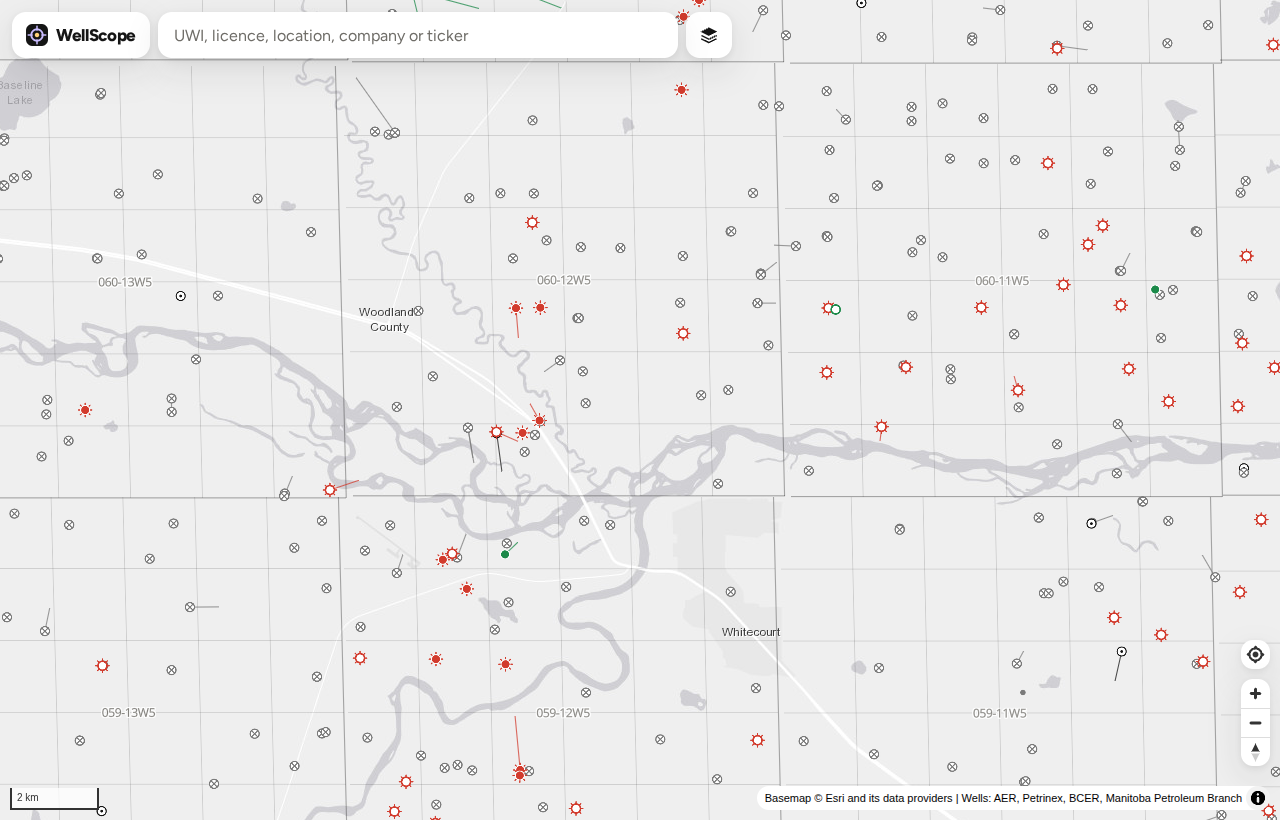 WellScope
UWI, licence, location, company or ticker
Baseline
Lake
060-13W5
060-12W5
060-11W5
Woodland
County
Whitecourt
059-13W5
059-12W5
059-11W5
2 km
Basemap © Esri and its data providers | Wells: AER, Petrinex, BCER, Manitoba Petroleum Branch